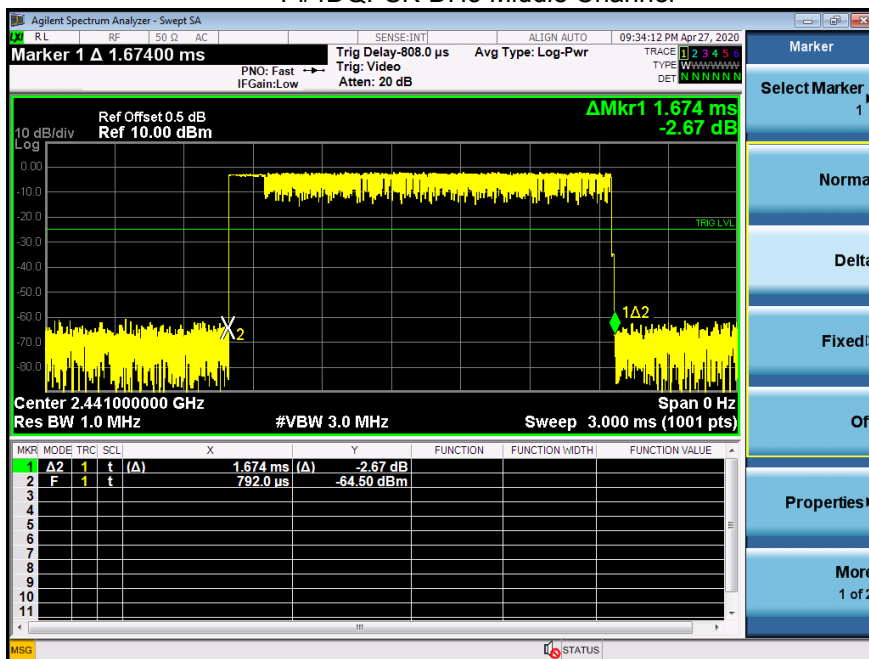 Agilent Spectrum Analyzer - Swept SA
LXI RL RF 50 Ω AC SENSE:INT ALIGN AUTO 09:34:12 PM Apr 27, 2020
Marker 1 Δ 1.67400 ms
Trig Delay-808.0 µs Avg Type: Log-Pwr TRACE 1 2 3 4 5 6
PNO: Fast Trig: Video TYPE WWWWWW
IFGain:Low Atten: 20 dB DET N N N N N N
Marker
Select Marker
1
Ref Offset 0.5 dB ΔMkr1 1.674 ms
10 dB/div Ref 10.00 dBm -2.67 dB
Log
0.00
-10.0
-20.0
TRIG LVL
-30.0
-40.0
-50.0
-60.0
-70.0
-80.0
X2
1Δ2
Norma
Delta
Fixed
Of
Properties
More
1 of 2
Center 2.441000000 GHz Span 0 Hz
Res BW 1.0 MHz #VBW 3.0 MHz Sweep 3.000 ms (1001 pts)
MKR MODE TRC SCL X Y FUNCTION FUNCTION WIDTH FUNCTION VALUE
1 Δ2 1 t (Δ) 1.674 ms (Δ) -2.67 dB
2 F 1 t 792.0 µs -64.50 dBm
3
4
5
6
7
8
9
10
11
MSG STATUS